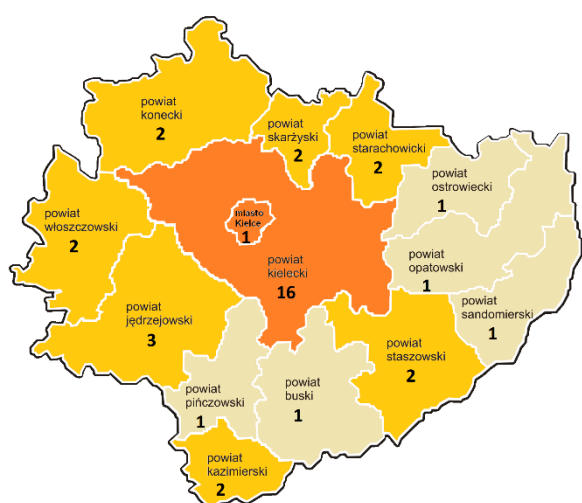 powiat
konecki
2
powiat
skarżyski
2
powiat
starachowicki
2
powiat
ostrowiecki
1
powiat
włoszczowski
2
miasto
Kielce
1
powiat
kielecki
16
powiat
opatowski
1
powiat
sandomierski
1
powiat
jędrzejowski
3
powiat
staszowski
2
powiat
pińczowski
1
powiat
buski
1
powiat
kazimierski
2